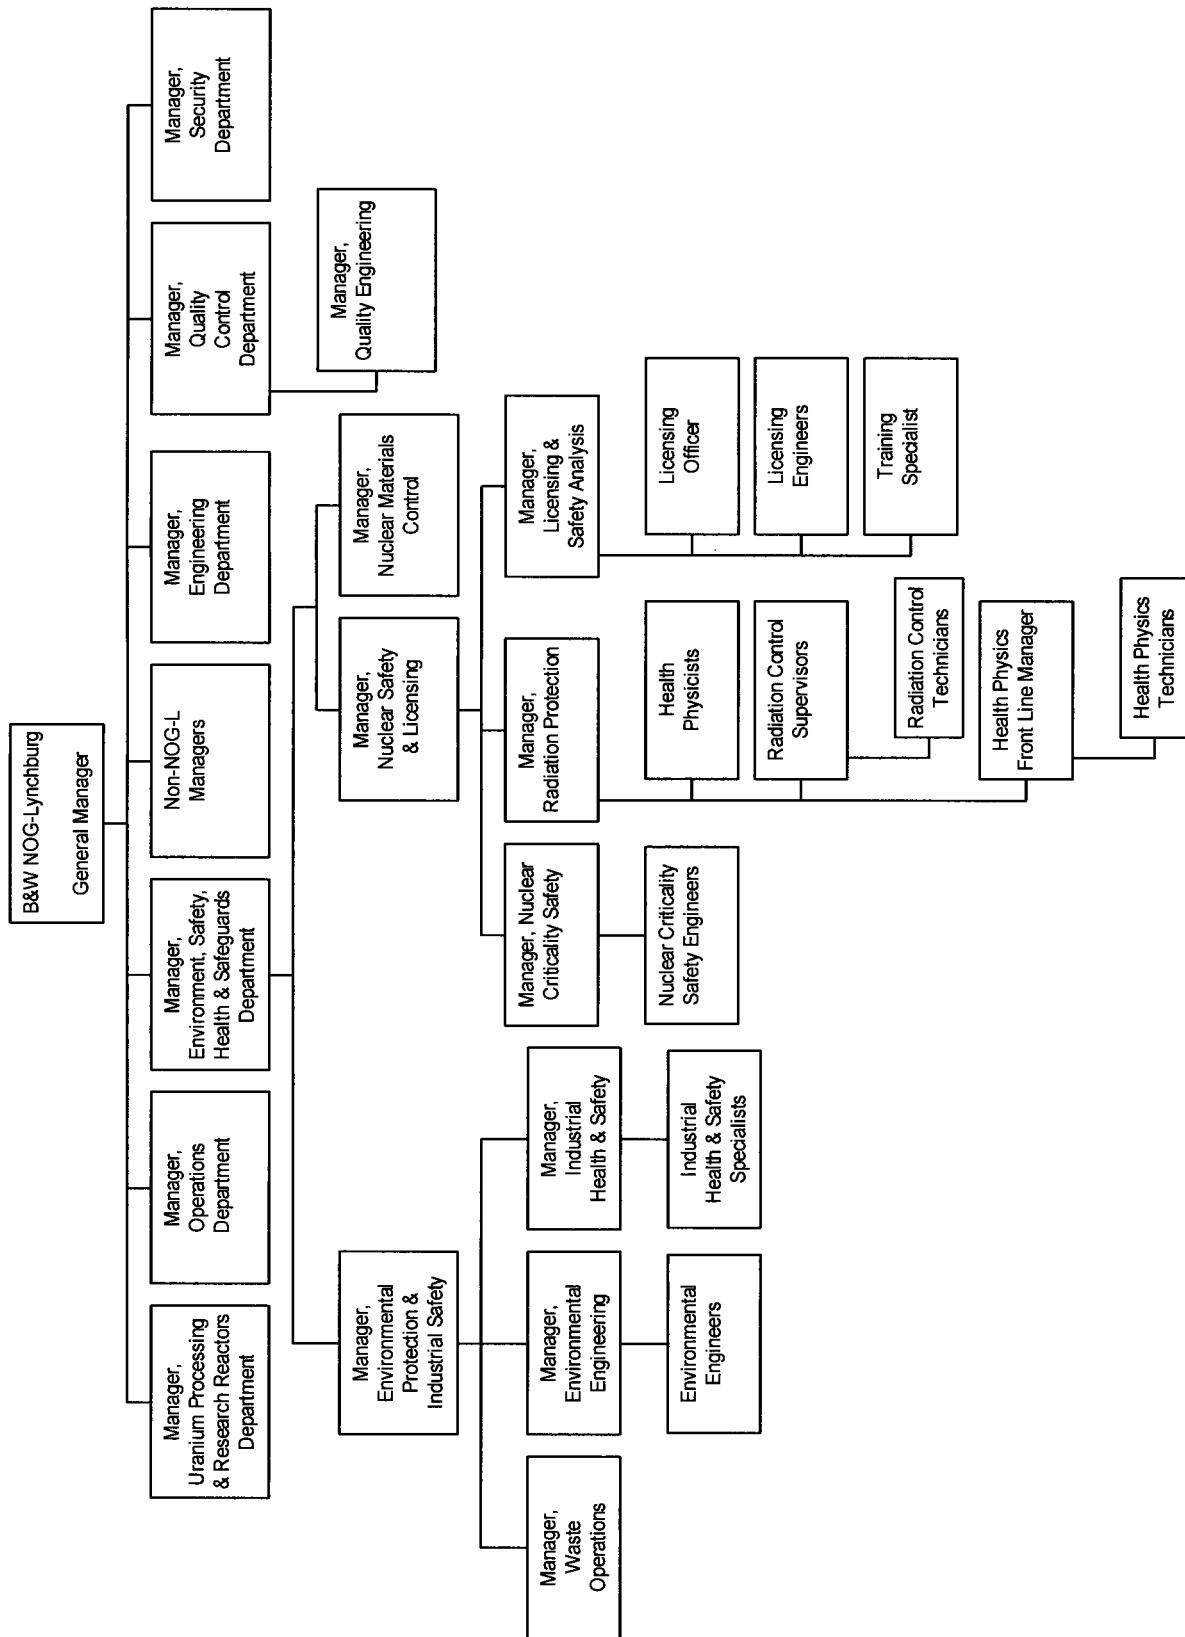 B&W NOG-Lynchburg
General Manager
Manager,
Uranium Processing
& Research Reactors
Department
Manager,
Operations
Department
Manager,
Environment, Safety,
Health & Safeguards
Department
Non-NOG-L
Managers
Manager,
Engineering
Department
Manager,
Quality
Control
Department
Manager,
Security
Department
Manager,
Quality Engineering
Manager,
Environmental
Protection &
Industrial Safety
Manager,
Nuclear Safety
& Licensing
Manager,
Nuclear Materials
Control
Manager,
Waste
Operations
Manager,
Environmental
Engineering
Manager,
Industrial
Health & Safety
Manager, Nuclear
Criticality Safety
Manager,
Radiation Protection
Manager,
Licensing &
Safety Analysis
Environmental
Engineers
Industrial
Health & Safety
Specialists
Nuclear Criticality
Safety Engineers
Health
Physicists
Radiation Control
Supervisors
Radiation Control
Technicians
Health Physics
Front Line Manager
Health Physics
Technicians
Licensing
Officer
Licensing
Engineers
Training
Specialist